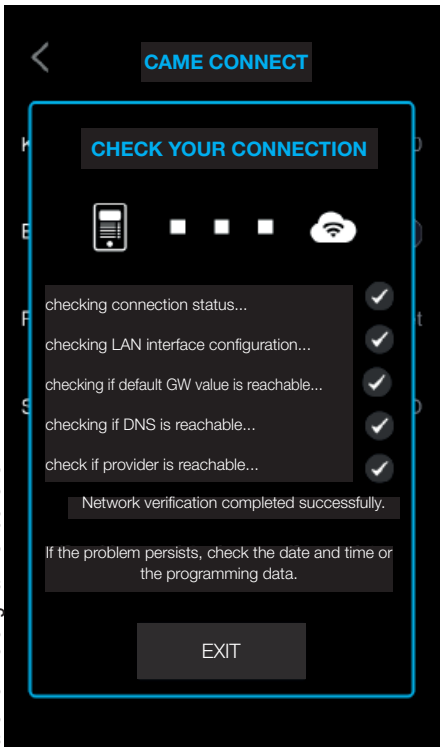 CAME CONNECT
CHECK YOUR CONNECTION
checking connection status...
checking LAN interface configuration...
checking if default GW value is reachable...
checking if DNS is reachable...
check if provider is reachable...
Network verification completed successfully.
If the problem persists, check the date and time or
the programming data.
EXIT